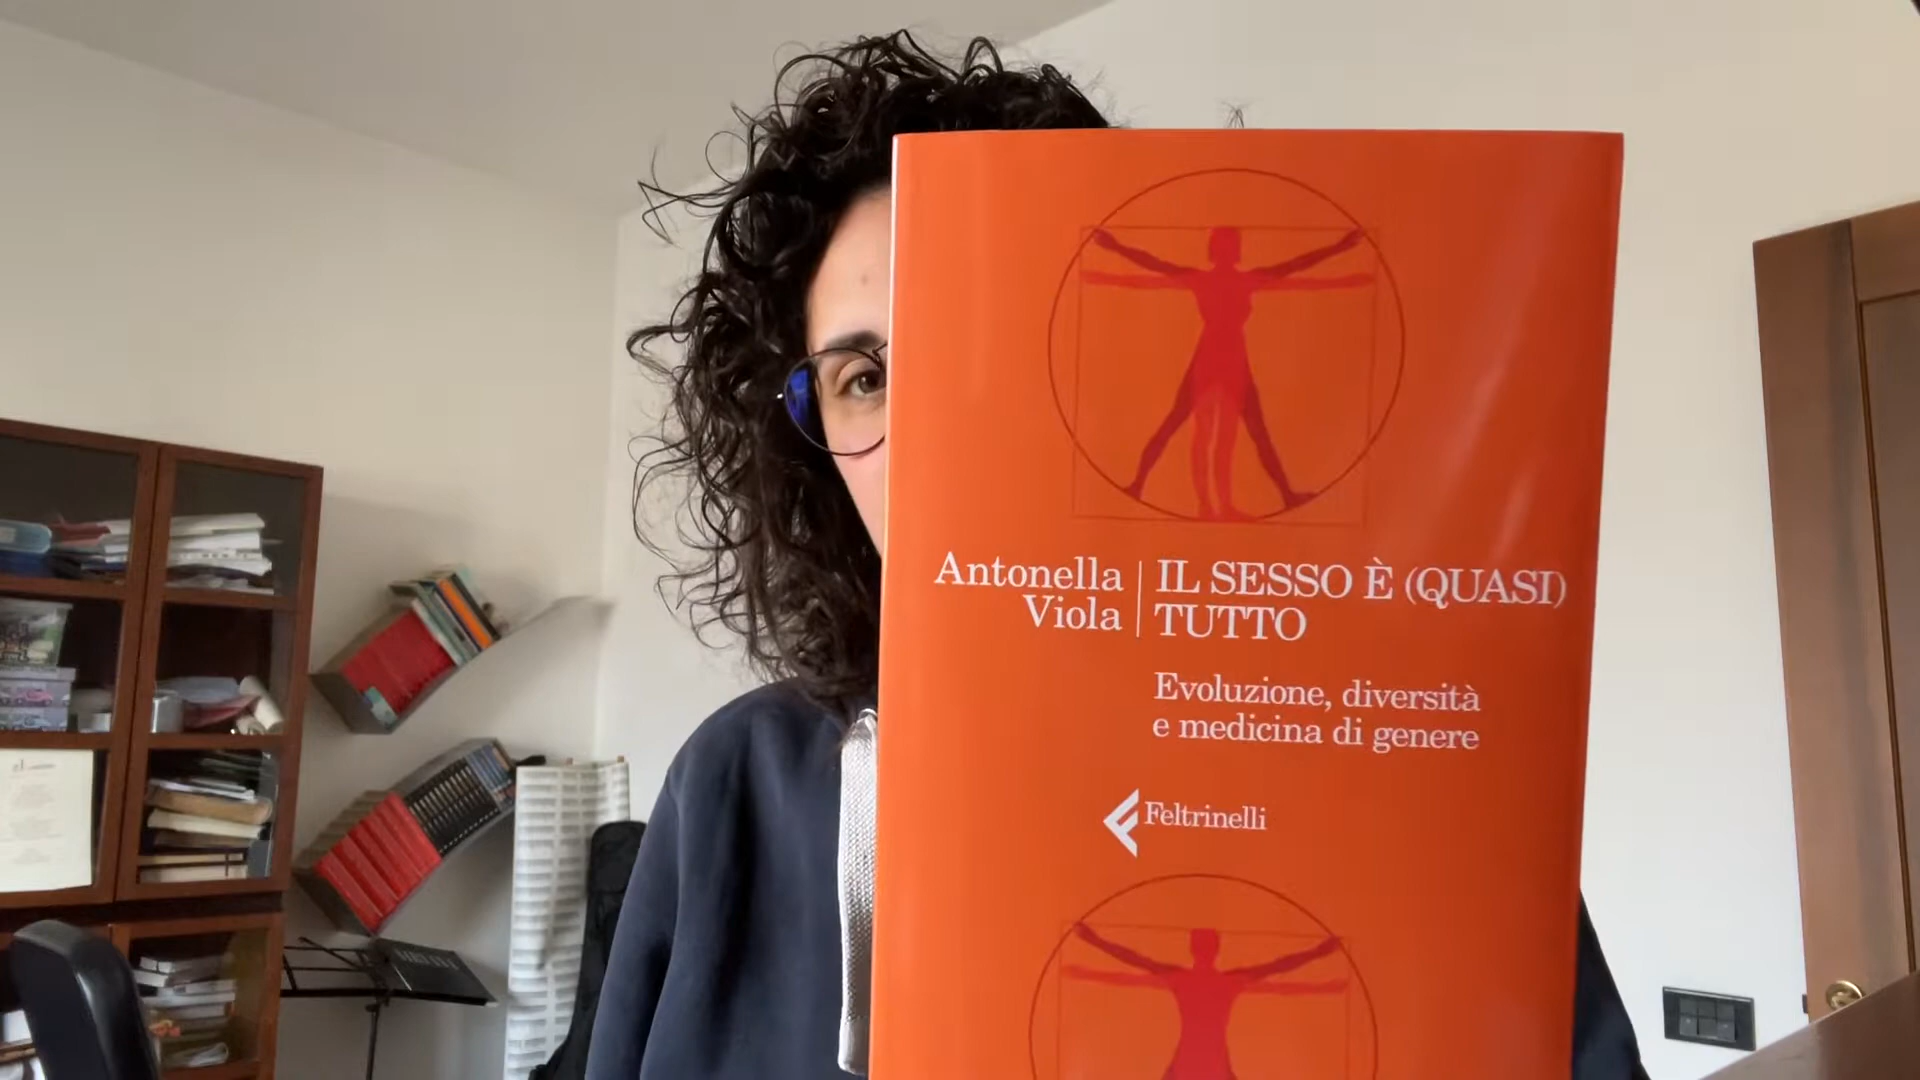 Antonella
Viola
IL SESSO È (QUASI)
TUTTO
Evoluzione, diversità
e medicina di genere
Feltrinelli